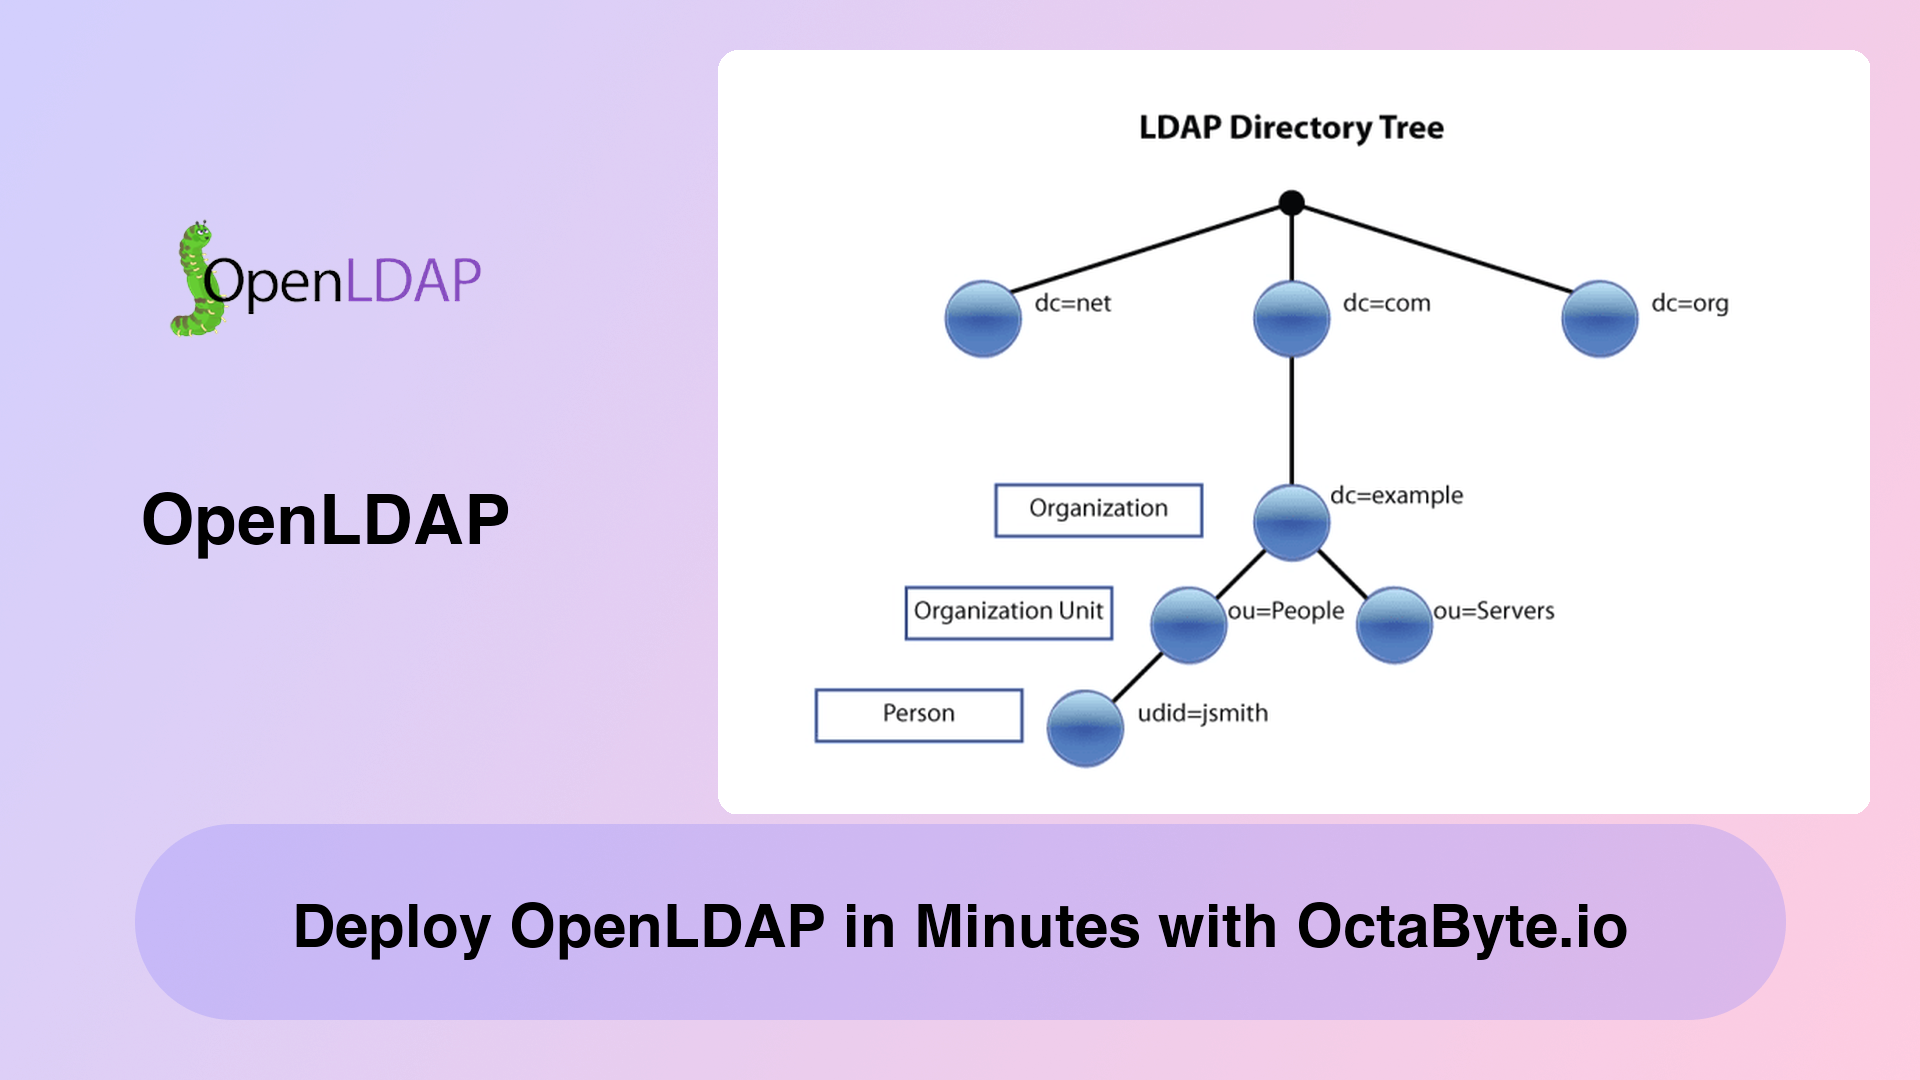 OpenLDAP
OpenLDAP
LDAP Directory Tree
dc=net
dc=com
dc=org
Organization
dc=example
Organization Unit
ou=People
ou=Servers
Person
udid=jsmith
Deploy OpenLDAP in Minutes with OctaByte.io